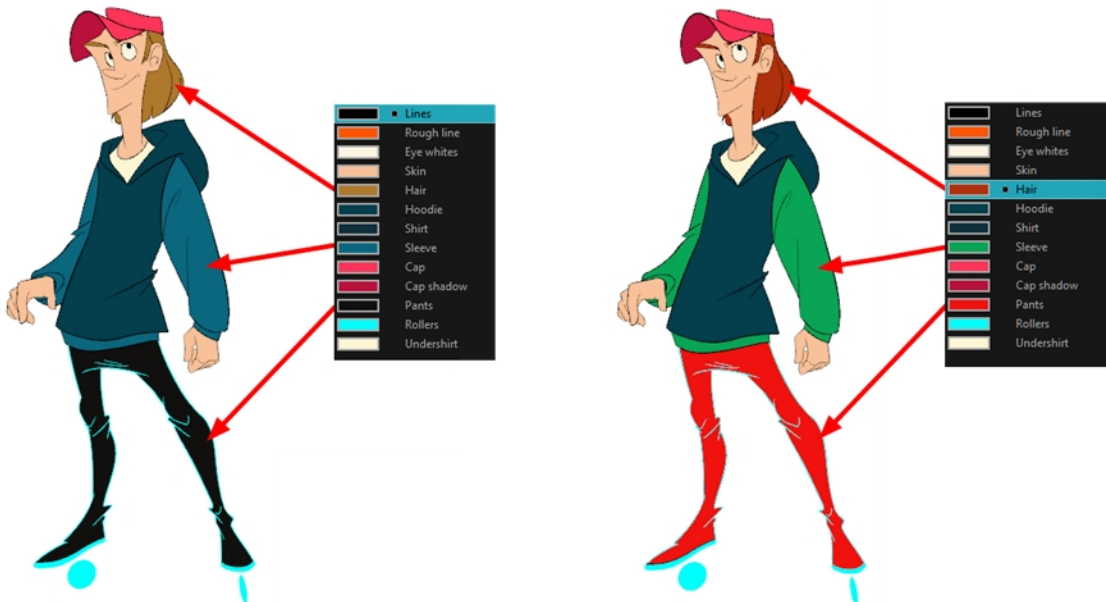 Lines
Rough line
Eye whites
Skin
Hair
Hoodie
Shirt
Sleeve
Cap
Cap shadow
Pants
Rollers
Undershirt
Lines
Rough line
Eye whites
Skin
Hair
Hoodie
Shirt
Sleeve
Cap
Cap shadow
Pants
Rollers
Undershirt